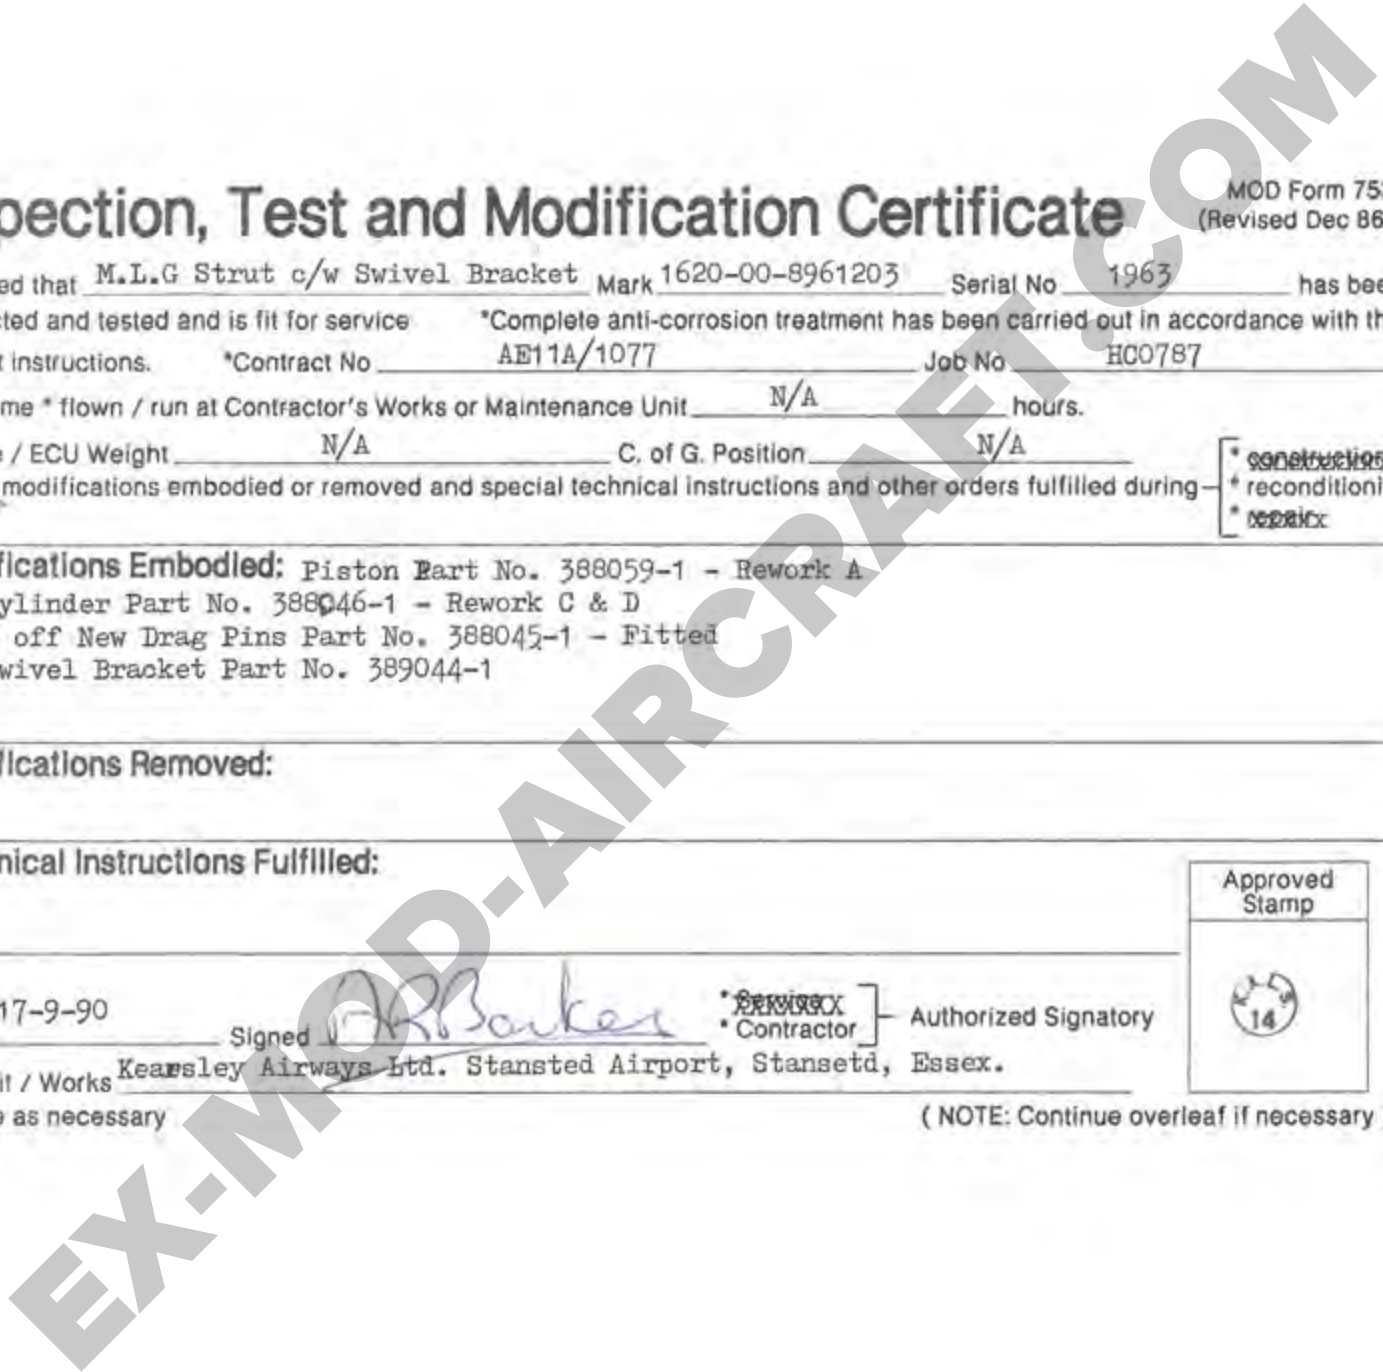 pection, Test and Modification Certificate
MOD Form 75
(Revised Dec 86
ed that M.L.G Strut c/w Swivel Bracket Mark 1620-00-8961203 Serial No 1963 has bee
cted and tested and is fit for service *Complete anti-corrosion treatment has been carried out in accordance with th
t instructions. *Contract No AE11A/1077 Job No HC0787
me * flown / run at Contractor's Works or Maintenance Unit N/A hours.
e / ECU Weight N/A C. of G. Position N/A
* construction
modifications embodied or removed and special technical instructions and other orders fulfilled during
* reconditioni
* repair
fications Embodied: Piston Part No. 388059-1 - Rework A
ylinder Part No. 388046-1 - Rework C & D
off New Drag Pins Part No. 388045-1 - Fitted
wivel Bracket Part No. 389044-1
fications Removed:
nical Instructions Fulfilled:
Approved
Stamp
17-9-90
Signed
* Service
* Contractor
Authorized Signatory
14
it / Works Kearsley Airways Ltd. Stansted Airport, Stansetd, Essex.
e as necessary
( NOTE: Continue overleaf if necessary
EX-MOD-AIRCRAFT.COM